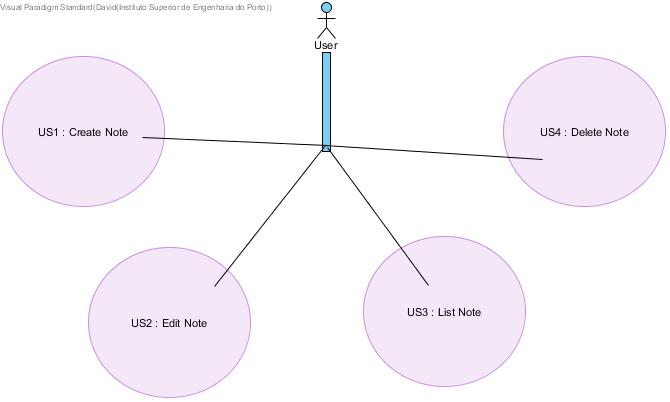 Visual Paradigm Standard(David(Instituto Superior de Engenharia do Porto))
User
US1 : Create Note
US4 : Delete Note
US2 : Edit Note
US3 : List Note